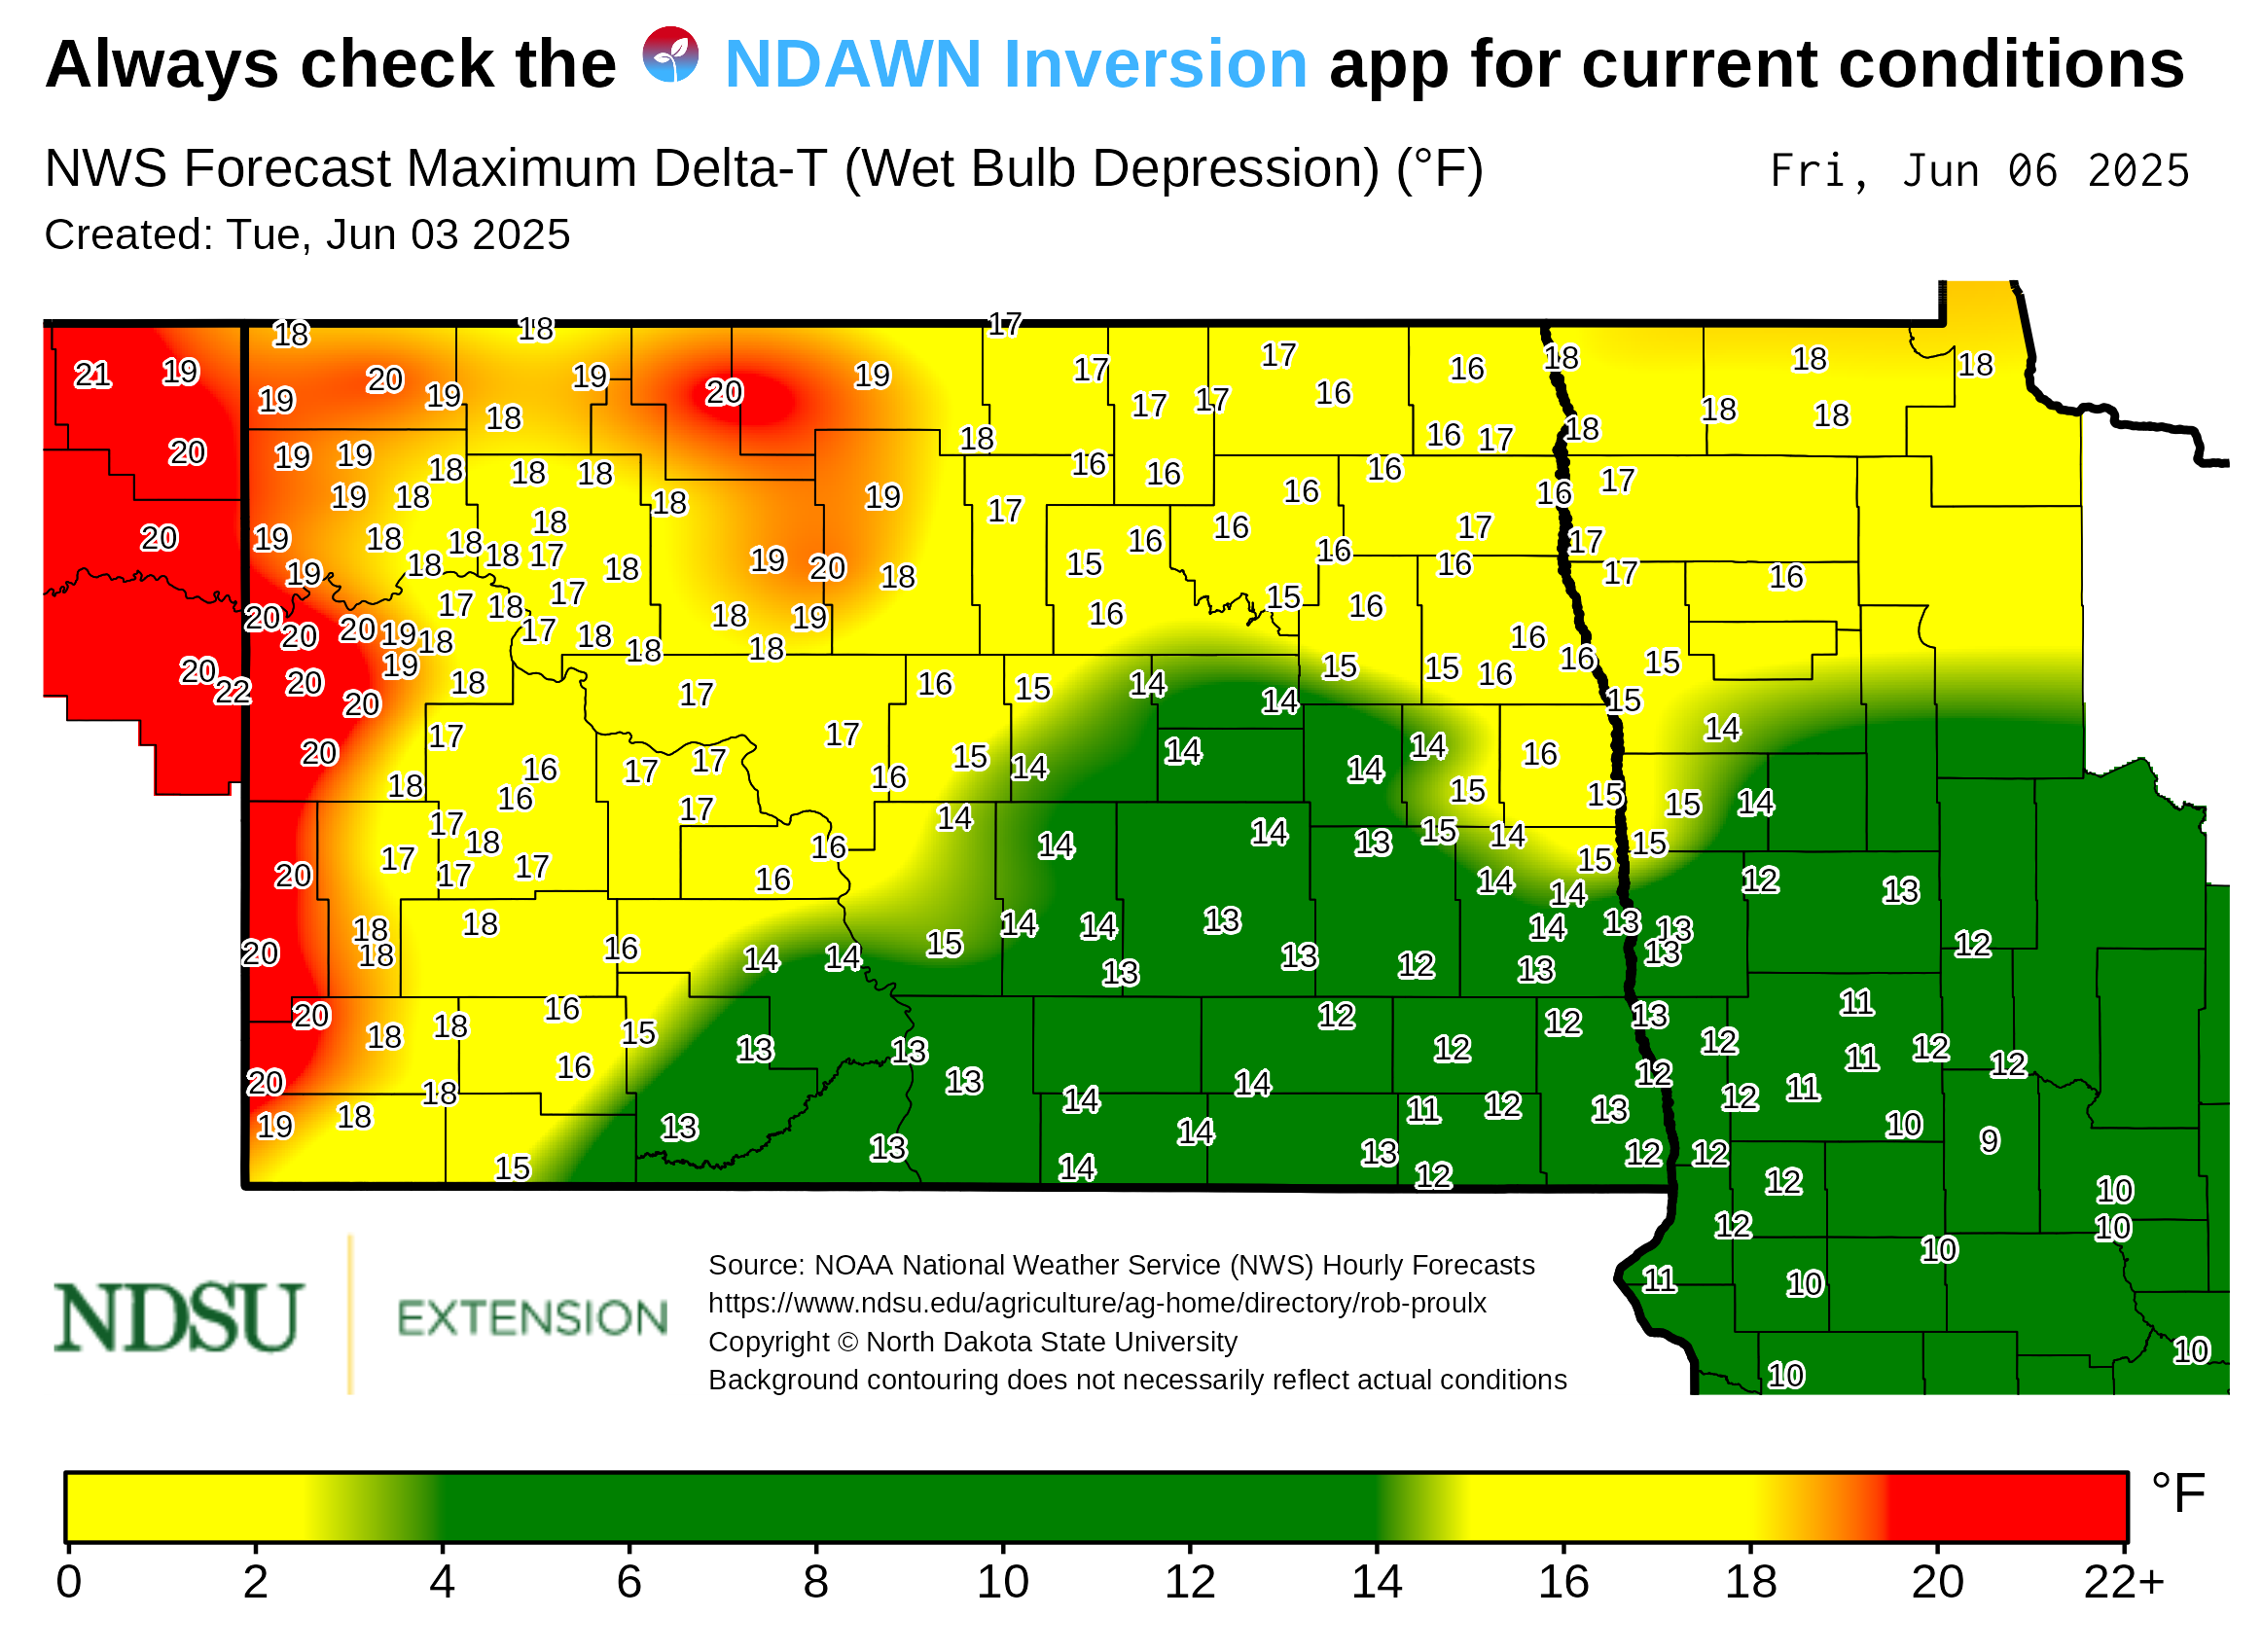 Always check the NDAWN Inversion app for current conditions
NWS Forecast Maximum Delta-T (Wet Bulb Depression) (°F) Fri, Jun 06 2025
Created: Tue, Jun 03 2025
18 18 17
21 19 20 19 19 18 19 20 19 17 17 16 18 18 18
19 18 17 17 16 18 18
20 19 19 18 18 18 18 16 16 16 17 18
19 18 18 19 17 16 16 16 17
20 19 18 18 18 18 17 18 19 20 18 15 16 16 16 17 16 17
19 17 18 17 18 19 16 15 16 17 16
20 20 20 19 18 17 18 18 18 16 16
20 22 20 19 18 17 16 15 14 14 15 15 16 15
20 17 17 15 14 14
20 18 16 17 17 16 15 14 14 14 14 16
17 16 17 14 15 15 15 14
17 18 17 16 14 14 13 15 14 15
20 17 16 14 15 12 13
18 18 14 14 13 14 14 13 13
20 18 16 14 14 15 13 13 12 13 13 12
20 18 18 16 15 12 12 13 11
16 13 13 12 12 11 12 12
20 18 13 14 12 12 11
19 18 13 14 14 11 12 13 10 9
15 13 14 13 12 12 12 12 10
12 10 10
11 10
10 10
NDSU EXTENSION
Source: NOAA National Weather Service (NWS) Hourly Forecasts
https://www.ndsu.edu/agriculture/ag-home/directory/rob-proulx
Copyright © North Dakota State University
Background contouring does not necessarily reflect actual conditions
°F
0 2 4 6 8 10 12 14 16 18 20 22+